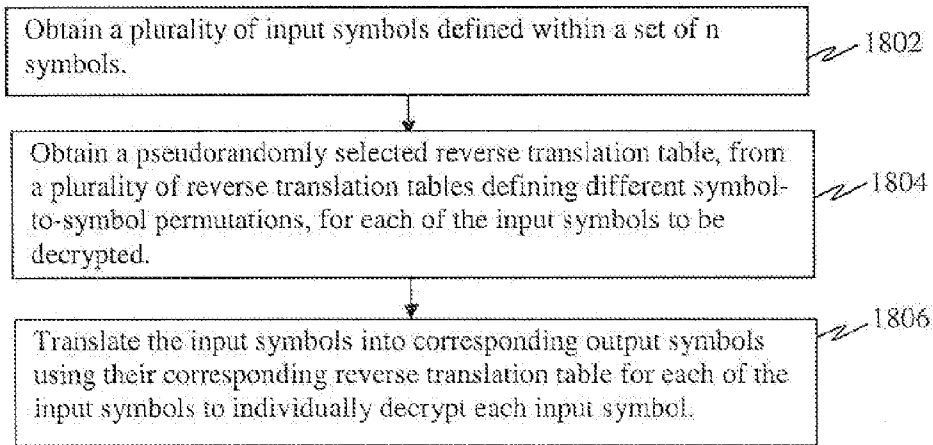 Obtain a plurality of input symbols defined within a set of n
symbols.
1802
Obtain a pseudorandomly selected reverse translation table, from
a plurality of reverse translation tables defining different symbol-
to-symbol permutations, for each of the input symbols to be
decrypted.
1804
Translate the input symbols into corresponding output symbols
using their corresponding reverse translation table for each of the
input symbols to individually decrypt each input symbol.
1806